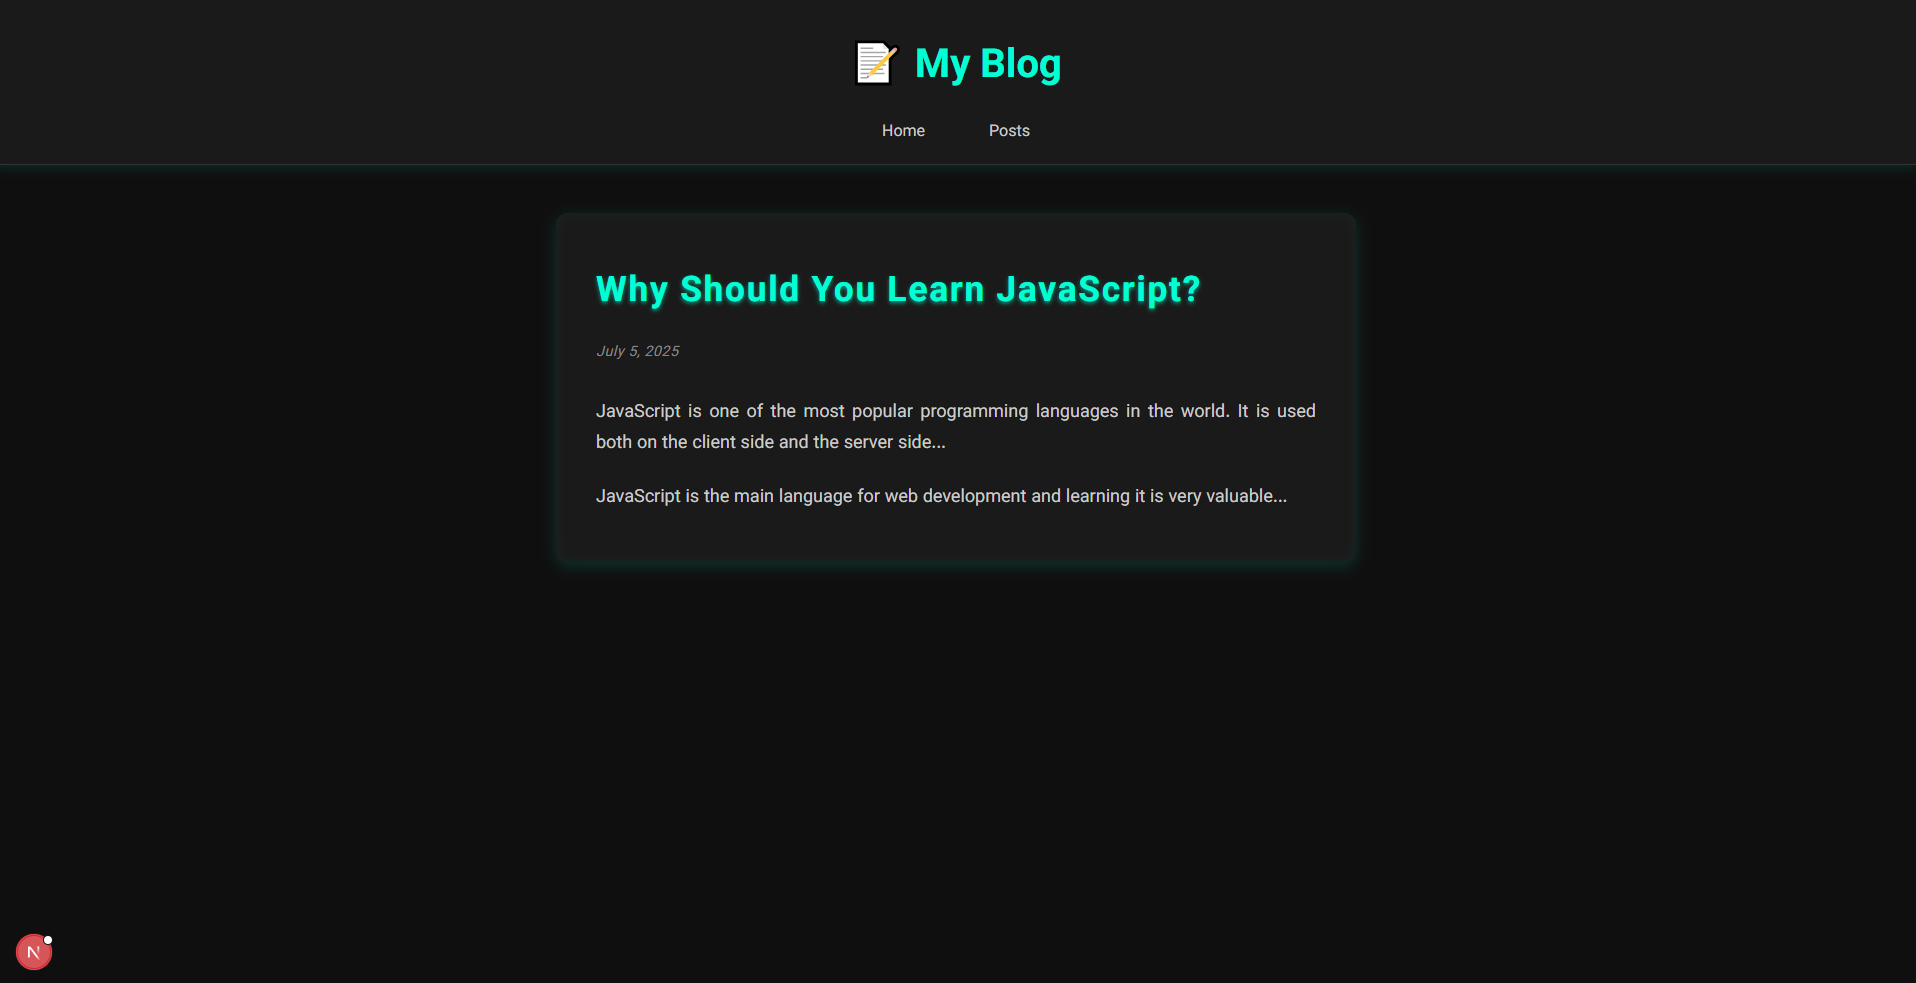 My Blog
Home Posts
Why Should You Learn JavaScript?
July 5, 2025
JavaScript is one of the most popular programming languages in the world. It is used
both on the client side and the server side...
JavaScript is the main language for web development and learning it is very valuable...
N